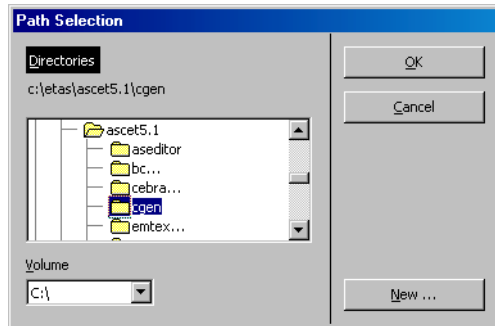 Path Selection
Directories
c:\etas\ascet5.1\cgen
ascet5.1
aseditor
bc...
cebra...
cgen
emtex...
Volume
C:\
OK
Cancel
New ...